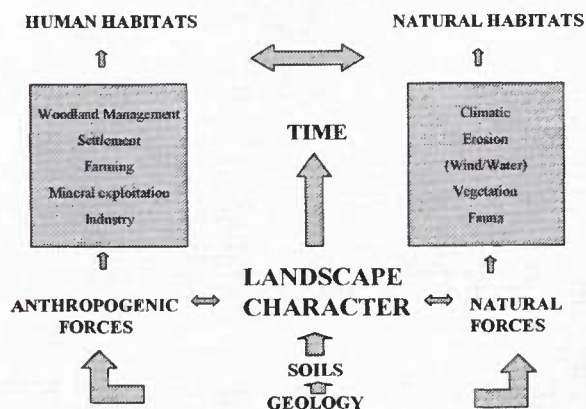 HUMAN HABITATS
NATURAL HABITATS
Woodland Management
Settlement
Farming
Mineral exploitation
Industry
TIME
Climatic
Erosion
(Wind/Water)
Vegetation
Fauna
ANTHROPOGENIC
FORCES
LANDSCAPE
CHARACTER
NATURAL
FORCES
SOILS
GEOLOGY